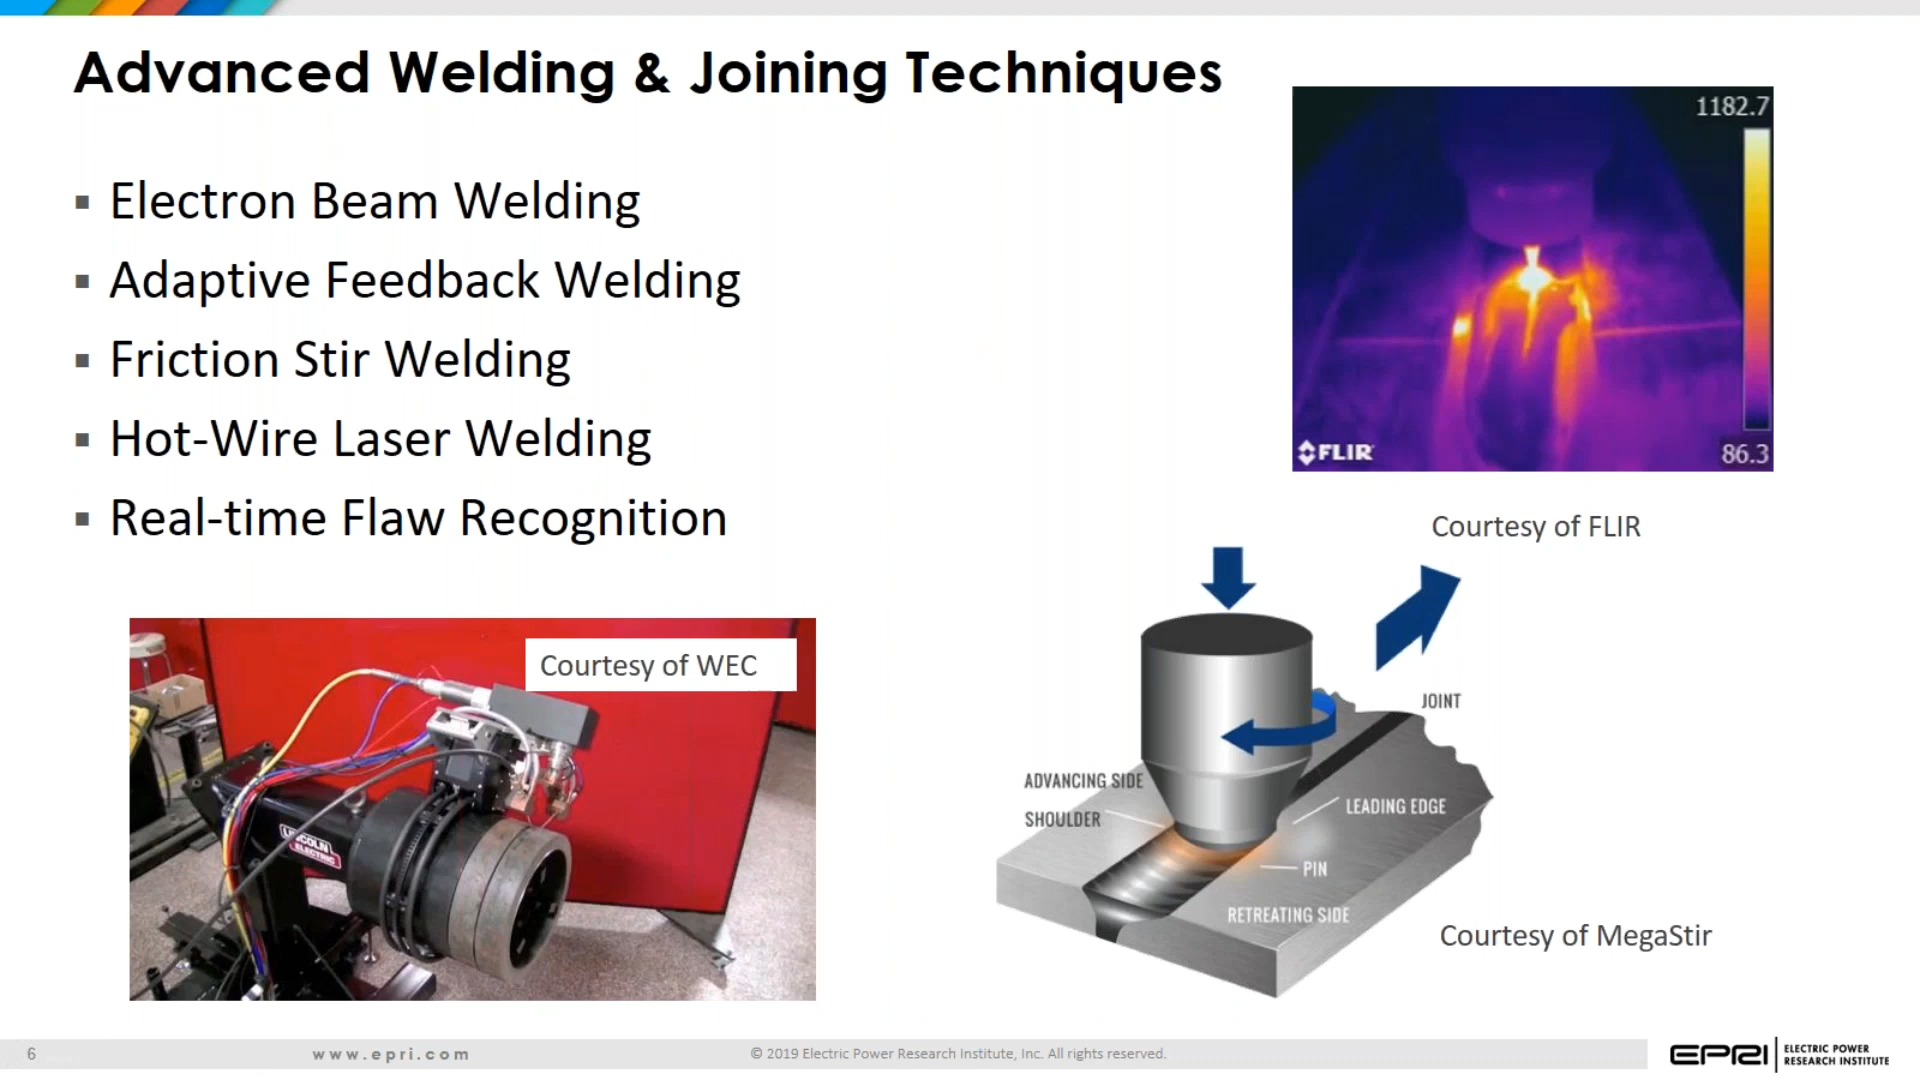 Advanced Welding & Joining Techniques
Electron Beam Welding
Adaptive Feedback Welding
Friction Stir Welding
Hot-Wire Laser Welding
Real-time Flaw Recognition
1182.7
86.3
FLIR
Courtesy of FLIR
Courtesy of WEC
LINCOLN
ELECTRIC
JOINT
ADVANCING SIDE
SHOULDER
LEADING EDGE
PIN
RETREATING SIDE
Courtesy of MegaStir
6
www.epri.com
© 2019 Electric Power Research Institute, Inc. All rights reserved.
EPRI
ELECTRIC POWER
RESEARCH INSTITUTE